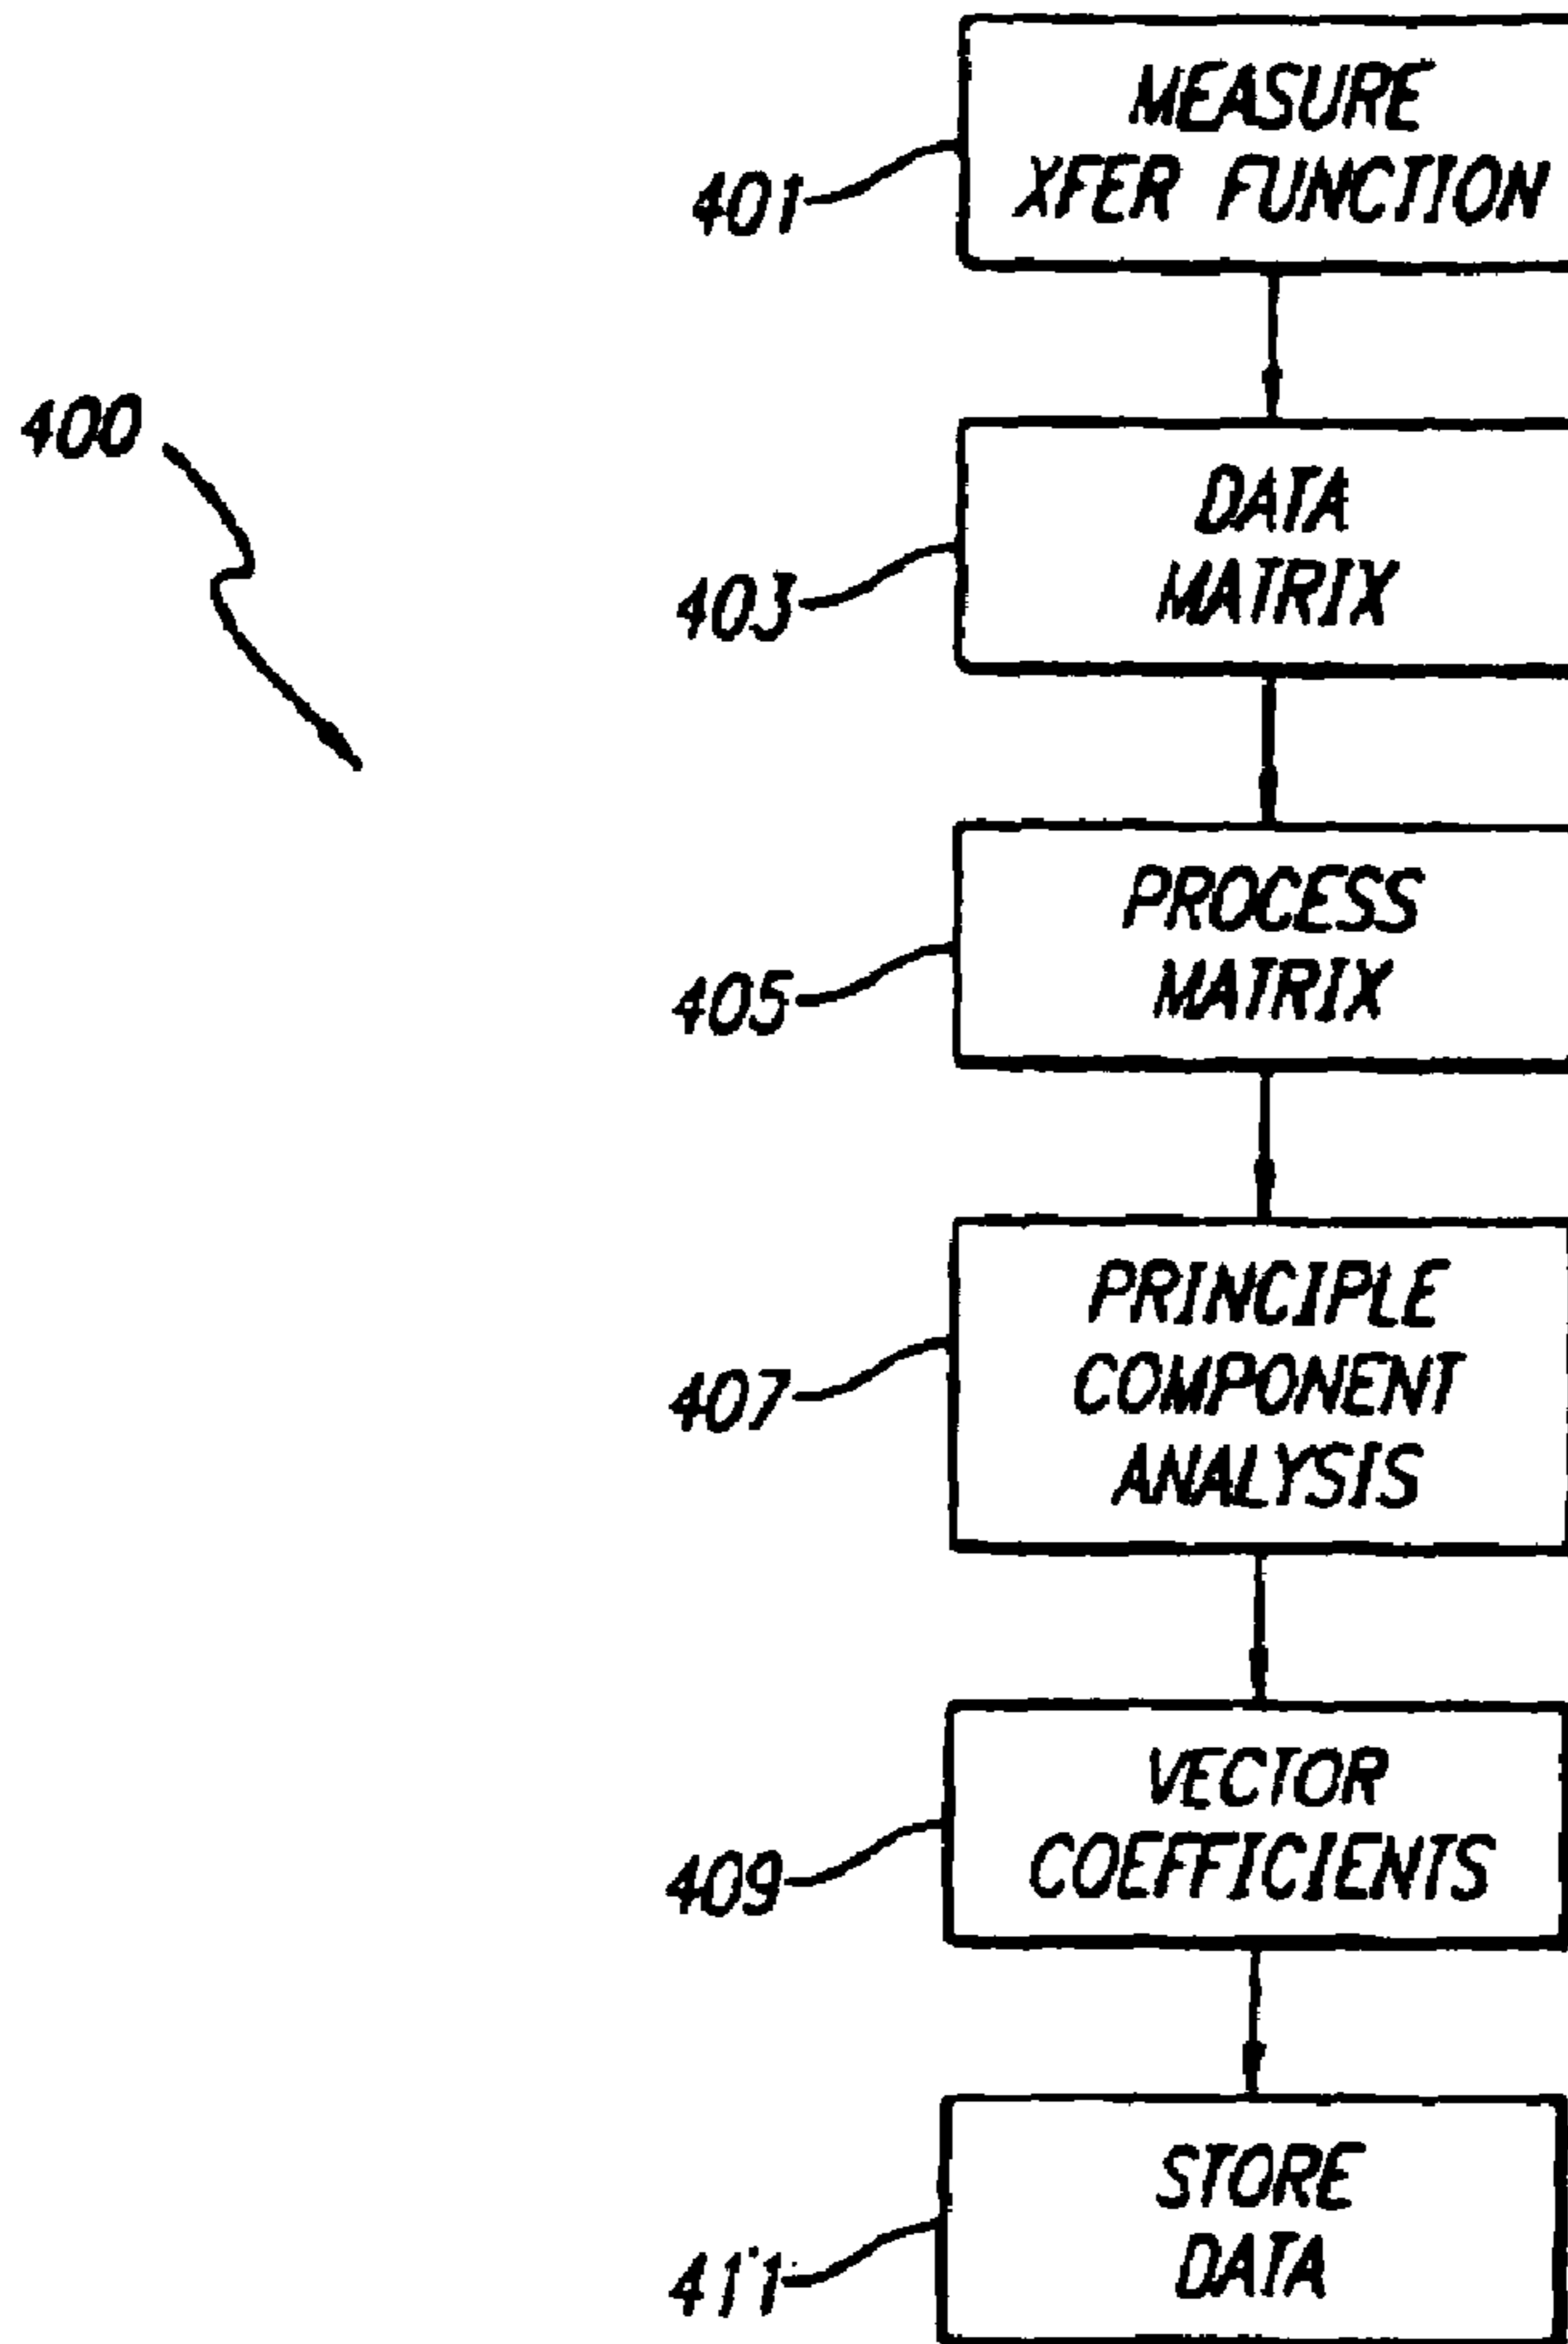 MEASURE
XFER FUNCTION
401
400
DATA
MATRIX
403
PROCESS
MATRIX
405
PRINCIPLE
COMPONENT
ANALYSIS
407
VECTOR
COEFFICIENTS
409
STORE
DATA
411